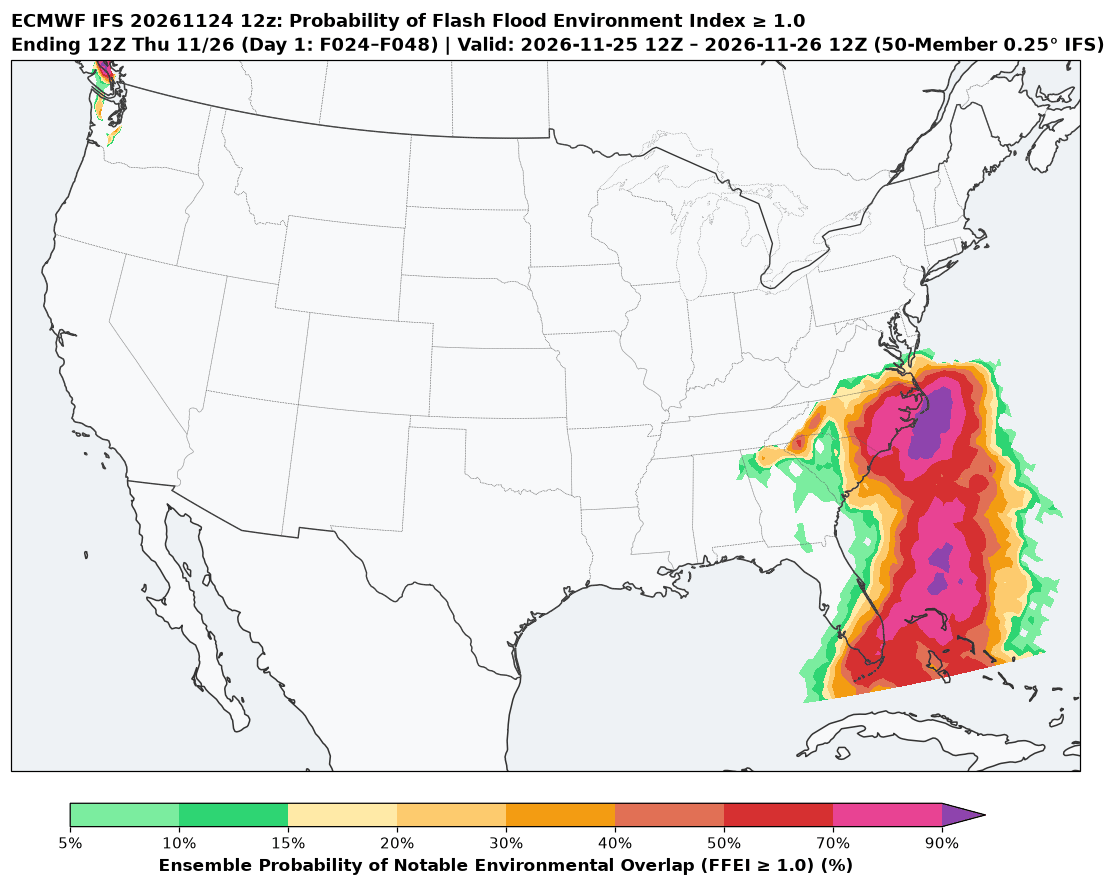 ECMWF IFS 20261124 12z: Probability of Flash Flood Environment Index ≥ 1.0
Ending 12Z Thu 11/26 (Day 1: F024–F048) | Valid: 2026-11-25 12Z – 2026-11-26 12Z (50-Member 0.25° IFS)
5% 10% 15% 20% 30% 40% 50% 70% 90%
Ensemble Probability of Notable Environmental Overlap (FFEI ≥ 1.0) (%)